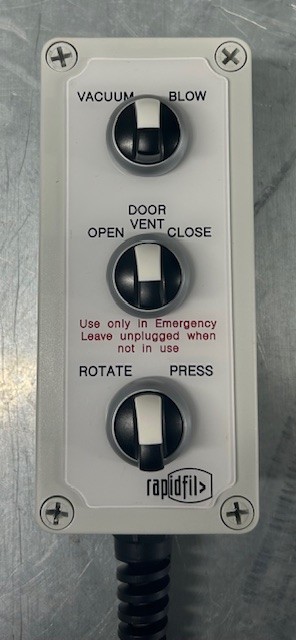 VACUUM BLOW
DOOR
VENT
OPEN CLOSE
Use only in Emergency
Leave unplugged when
not in use
ROTATE PRESS
rapidfil>